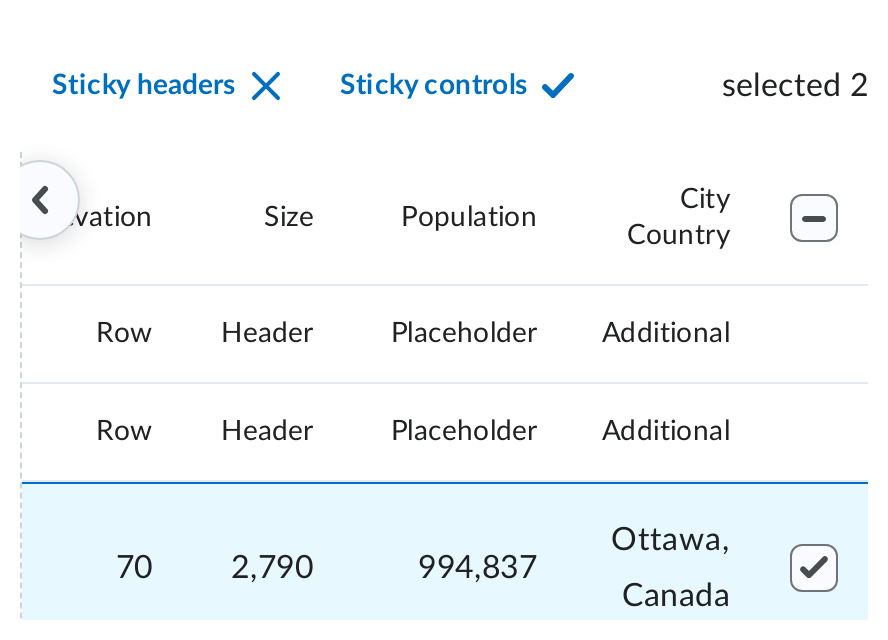 Sticky headers Sticky controls selected 2
vation Size Population City
Country
Row Header Placeholder Additional
Row Header Placeholder Additional
70 2,790 994,837 Ottawa,
Canada